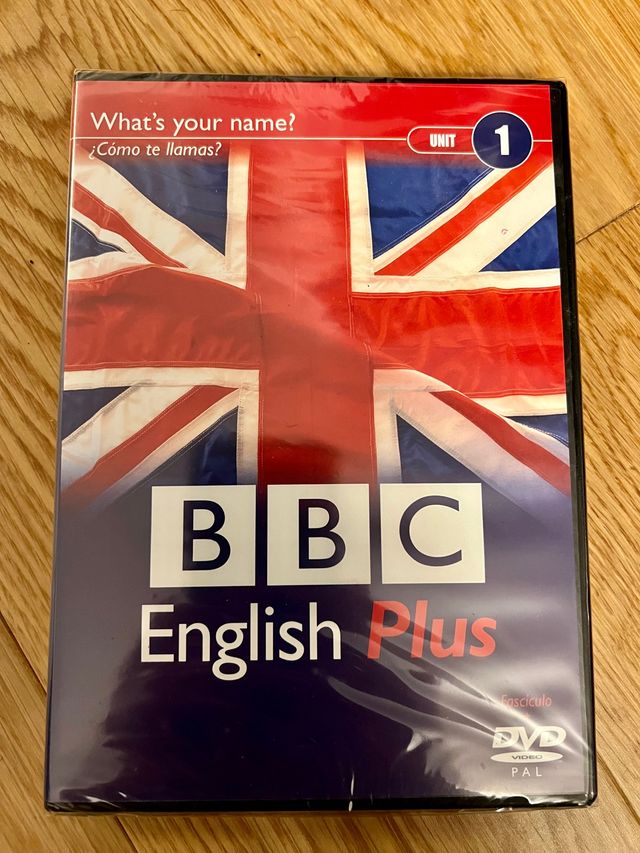 What's your name?
¿Cómo te llamas?
UNIT 1
BBC
English Plus
Fascículo
DVD
VIDEO
PAL